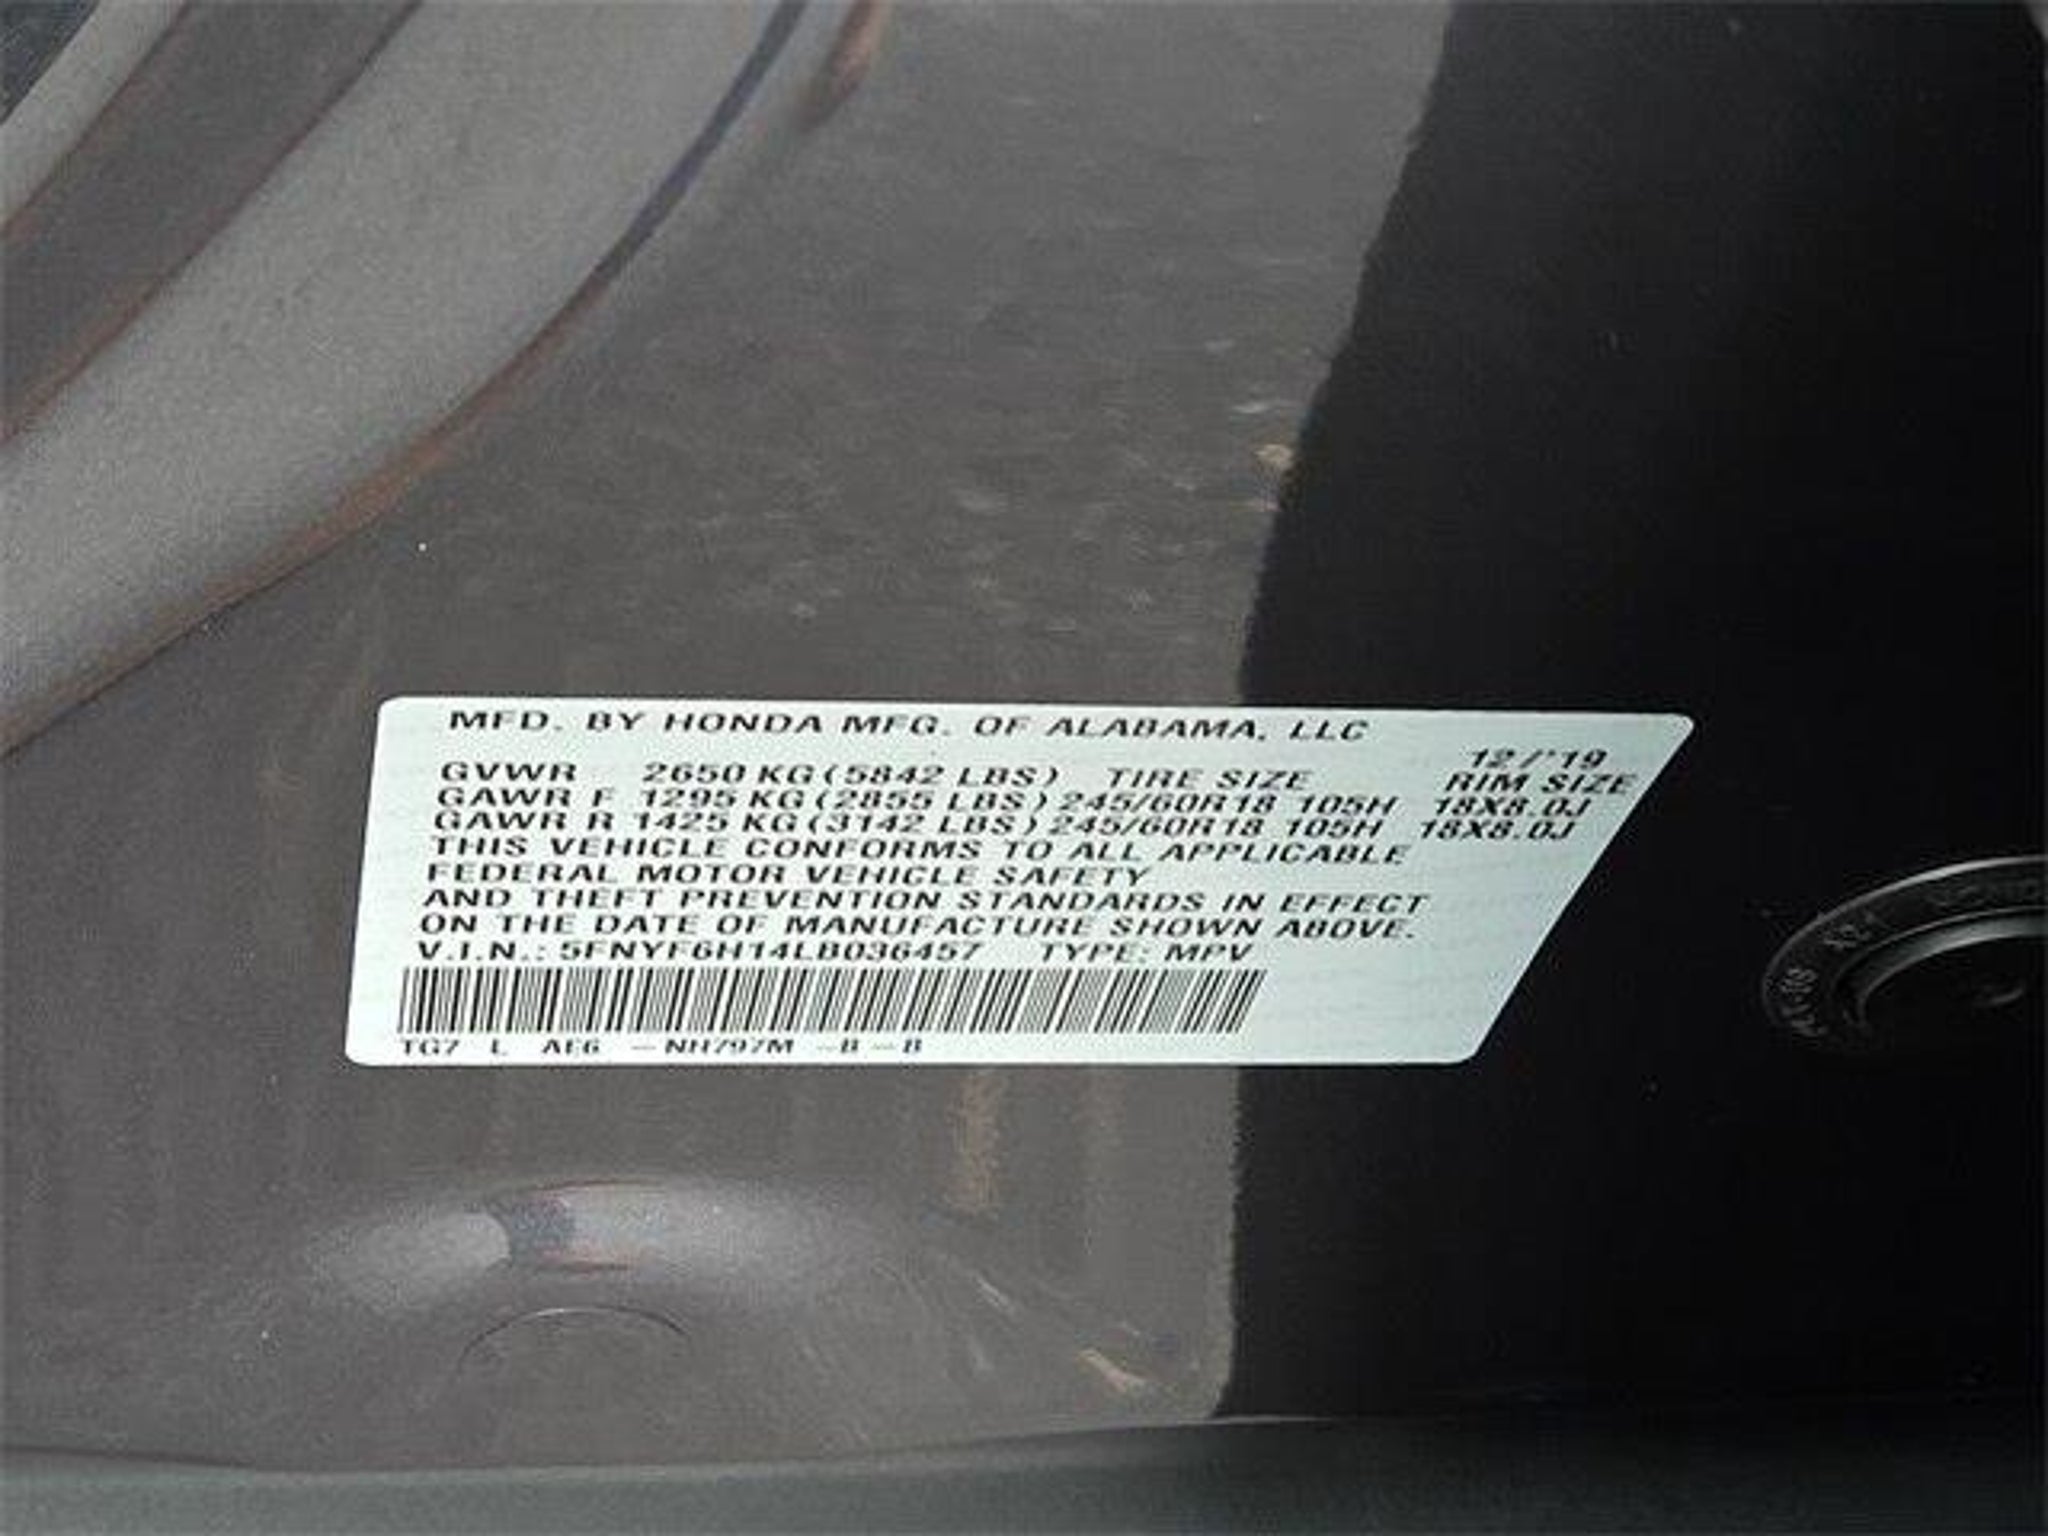 MFD. BY HONDA MFG. OF ALABAMA, LLC
12/'19
GVWR 2650 KG (5842 LBS) TIRE SIZE RIM SIZE
GAWR F 1295 KG (2855 LBS) 245/60R18 105H 18X8.0J
GAWR R 1425 KG (3142 LBS) 245/60R18 105H 18X8.0J
THIS VEHICLE CONFORMS TO ALL APPLICABLE
FEDERAL MOTOR VEHICLE SAFETY
AND THEFT PREVENTION STANDARDS IN EFFECT
ON THE DATE OF MANUFACTURE SHOWN ABOVE.
V.I.N.: 5FNYF6H14LB036457 TYPE: MPV
TG7 L AE6 -NH797M -B -B